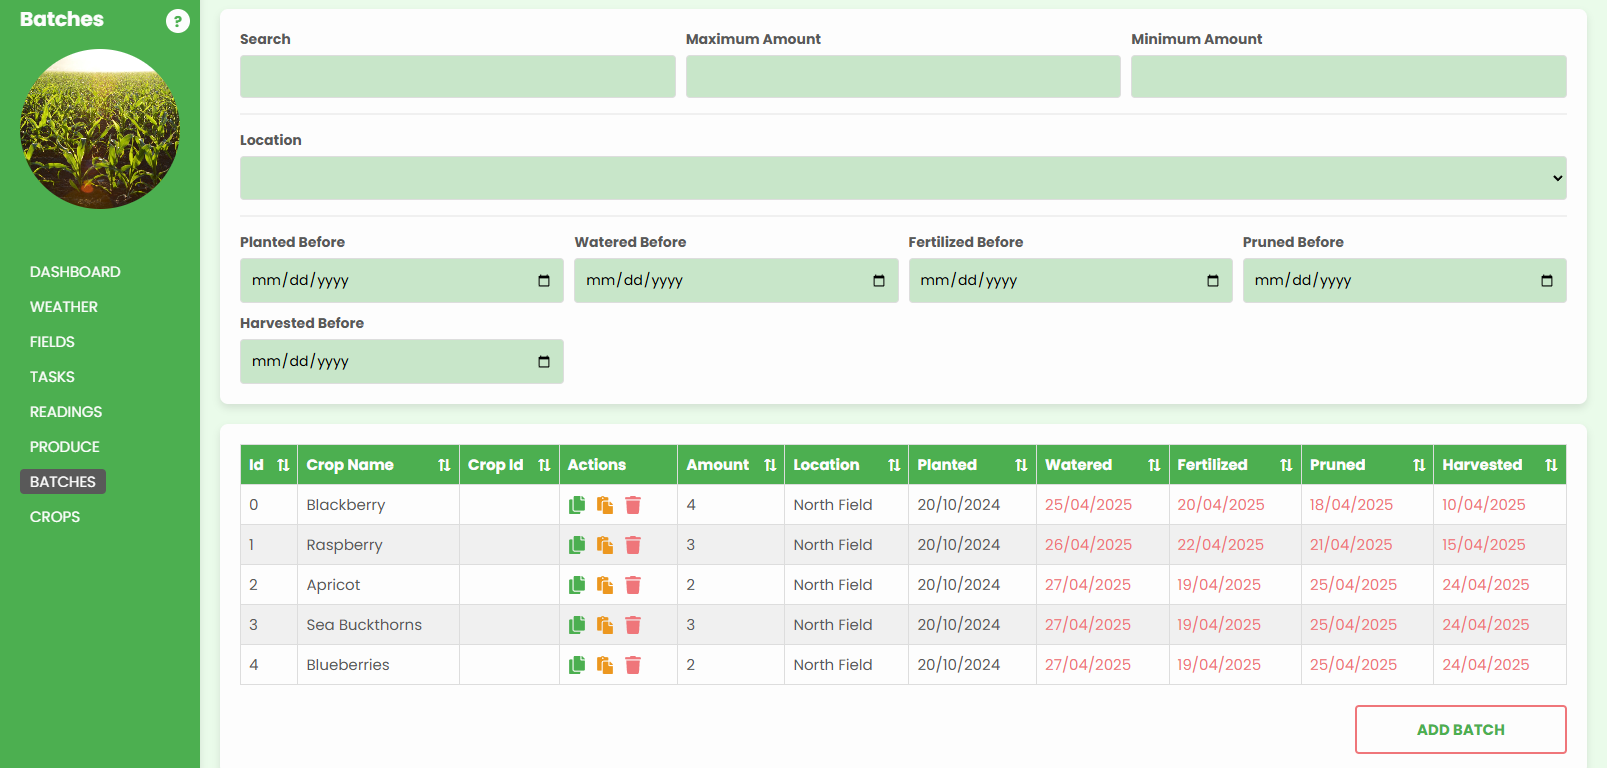 Batches ?
DASHBOARD
WEATHER
FIELDS
TASKS
READINGS
PRODUCE
BATCHES
CROPS
Search Maximum Amount Minimum Amount
Location
Planted Before Watered Before Fertilized Before Pruned Before
mm/dd/yyyy mm/dd/yyyy mm/dd/yyyy mm/dd/yyyy
Harvested Before
mm/dd/yyyy
Id Crop Name Crop Id Actions Amount Location Planted Watered Fertilized Pruned Harvested
0 Blackberry 4 North Field 20/10/2024 25/04/2025 20/04/2025 18/04/2025 10/04/2025
1 Raspberry 3 North Field 20/10/2024 26/04/2025 22/04/2025 21/04/2025 15/04/2025
2 Apricot 2 North Field 20/10/2024 27/04/2025 19/04/2025 25/04/2025 24/04/2025
3 Sea Buckthorns 3 North Field 20/10/2024 27/04/2025 19/04/2025 25/04/2025 24/04/2025
4 Blueberries 2 North Field 20/10/2024 27/04/2025 19/04/2025 25/04/2025 24/04/2025
ADD BATCH